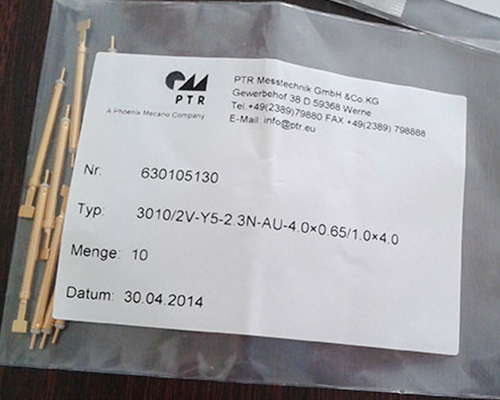 PTR
A Phoenix Mecano Company
PTR Messtechnik GmbH &Co KG
Gewerbehof 38 D 59368 Werne
Tel.+49(2389)79880 FAX +49(2389) 798888
E-Mail: info@ptr.eu
Nr: 630105130
Typ: 3010/2V-Y5-2.3N-AU-4.0×0.65/1.0×4.0
Menge: 10
Datum: 30.04.2014